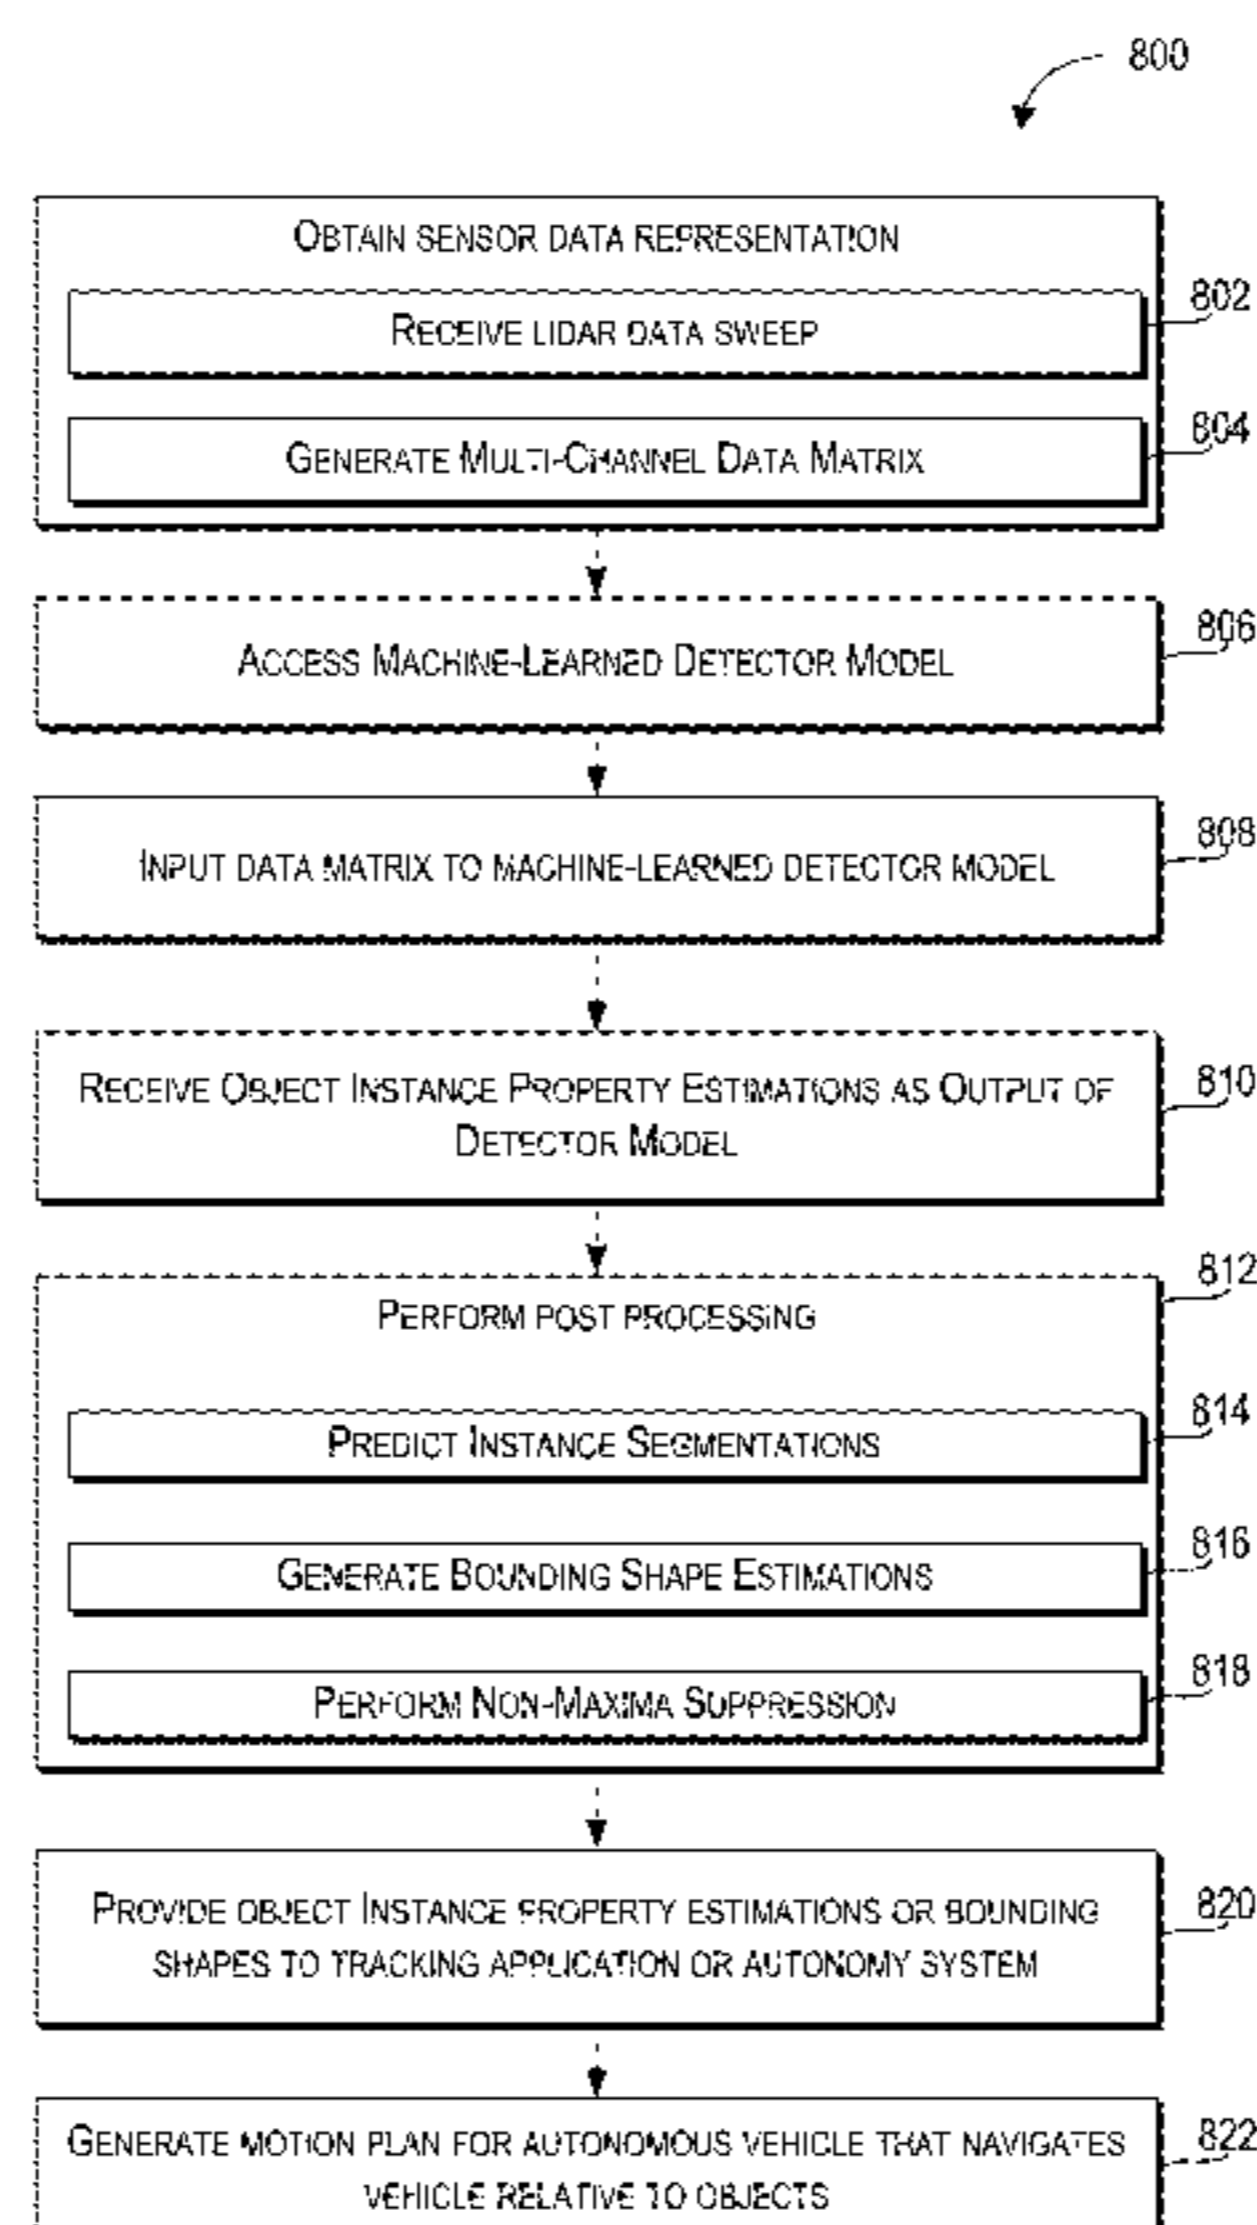 800
OBTAIN SENSOR DATA REPRESENTATION
802
RECEIVE LIDAR DATA SWEEP
804
GENERATE MULTI-CHANNEL DATA MATRIX
806
ACCESS MACHINE-LEARNED DETECTOR MODEL
808
INPUT DATA MATRIX TO MACHINE-LEARNED DETECTOR MODEL
810
RECEIVE OBJECT INSTANCE PROPERTY ESTIMATIONS AS OUTPUT OF
DETECTOR MODEL
812
PERFORM POST PROCESSING
814
PREDICT INSTANCE SEGMENTATIONS
816
GENERATE BOUNDING SHAPE ESTIMATIONS
818
PERFORM NON-MAXIMA SUPPRESSION
820
PROVIDE OBJECT INSTANCE PROPERTY ESTIMATIONS OR BOUNDING
SHAPES TO TRACKING APPLICATION OR AUTONOMY SYSTEM
822
GENERATE MOTION PLAN FOR AUTONOMOUS VEHICLE THAT NAVIGATES
VEHICLE RELATIVE TO OBJECTS